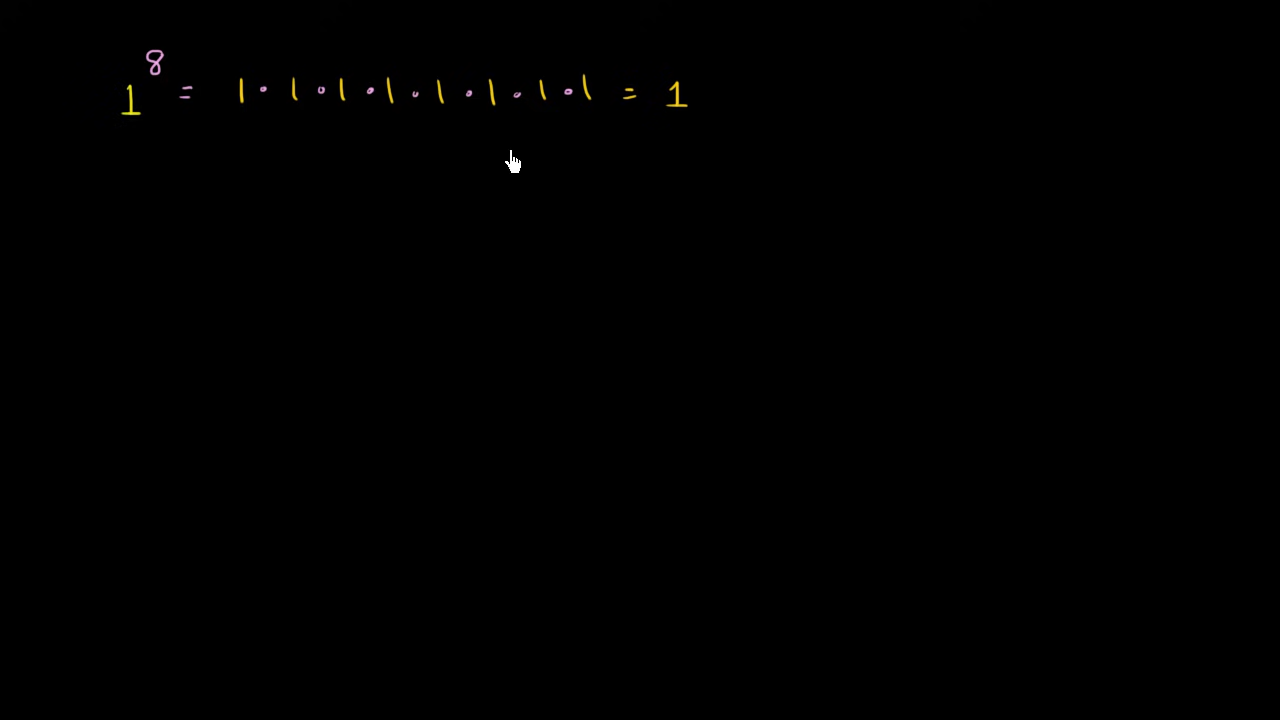 1⁸ = 1 · 1 · 1 · 1 · 1 · 1 · 1 · 1 = 1